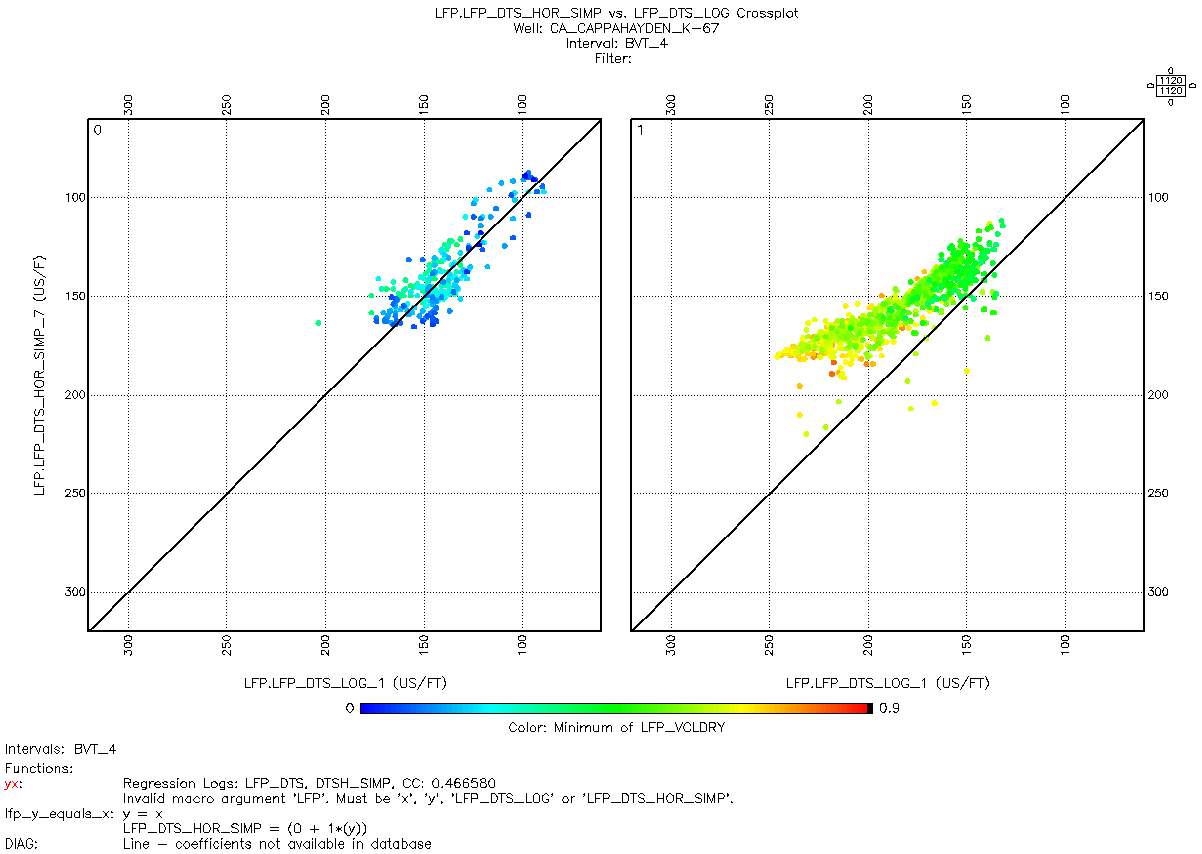 LFP.LFP_DTS_HOR_SIMP vs. LFP_DTS_LOG Crossplot
Well: CA_CAPPAHAYDEN_K-67
Interval: BVT_4
Filter:
0
D 1120 D
1120
0
300 250 200 150 100 300 250 200 150 100
0 1
100 100
150 150
200 200
250 250
300 300
LFP.LFP_DTS_HOR_SIMP_7 (US/F)
300 250 200 150 100 300 250 200 150 100
LFP.LFP_DTS_LOG_1 (US/FT) LFP.LFP_DTS_LOG_1 (US/FT)
0 0.9
Color: Minimum of LFP_VCLDRY
Intervals: BVT_4
Functions:
yx: Regression Logs: LFP_DTS, DTSH_SIMP, CC: 0.466580
Invalid macro argument 'LFP'. Must be 'x', 'y', 'LFP_DTS_LOG' or 'LFP_DTS_HOR_SIMP'.
lfp_y_equals_x: y = x
LFP_DTS_HOR_SIMP = (0 + 1*(y))
DIAG: Line - coefficients not available in database